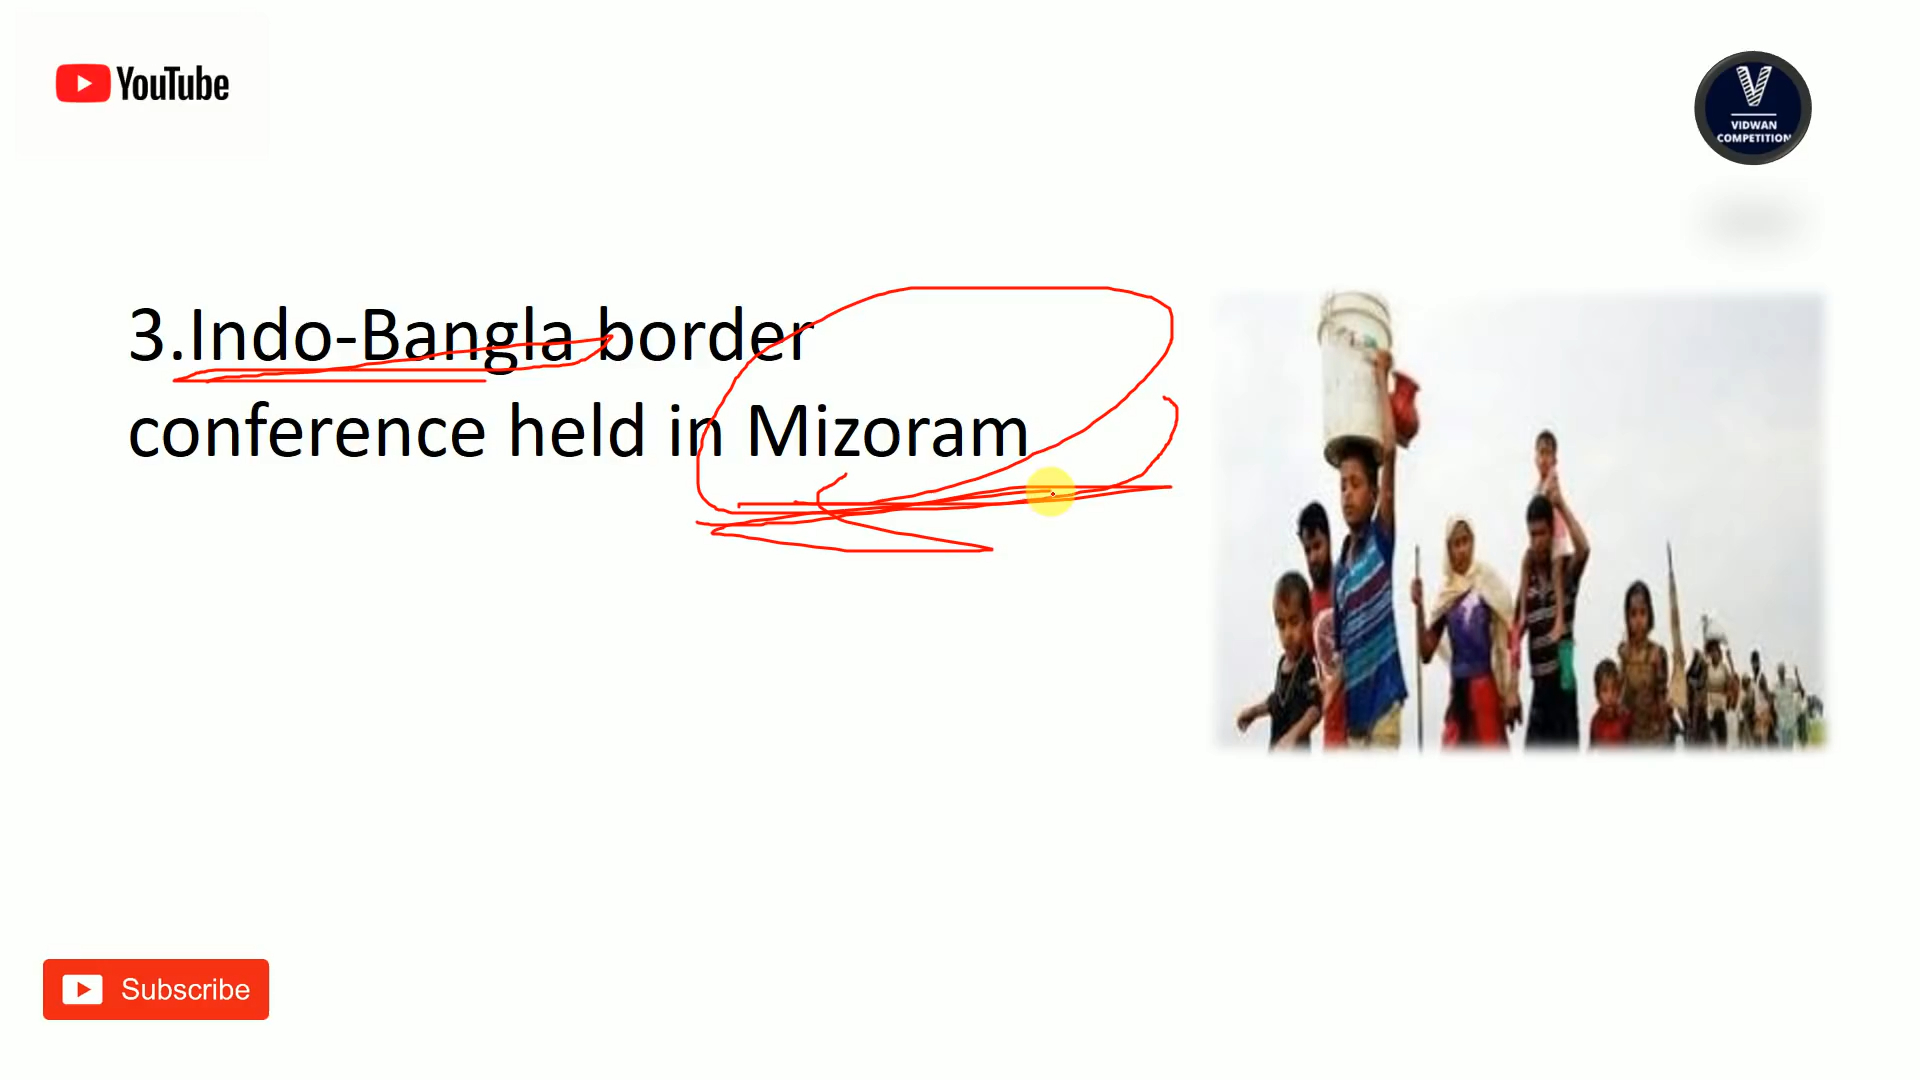 YouTube
V
VIDWAN
COMPETITION
3.Indo-Bangla border
conference held in Mizoram
Subscribe